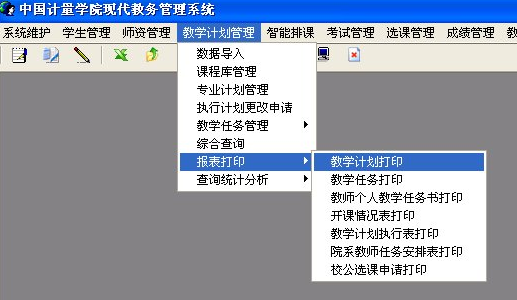 中国计量学院现代教务管理系统
系统维护 学生管理 师资管理 教学计划管理 智能排课 考试管理 选课管理 成绩管理
数据导入
课程库管理
专业计划管理
执行计划更改申请
教学任务管理
综合查询
报表打印
查询统计分析
教学计划打印
教学任务打印
教师个人教学任务书打印
开课情况表打印
教学计划执行表打印
院系教师任务安排表打印
校公选课申请打印